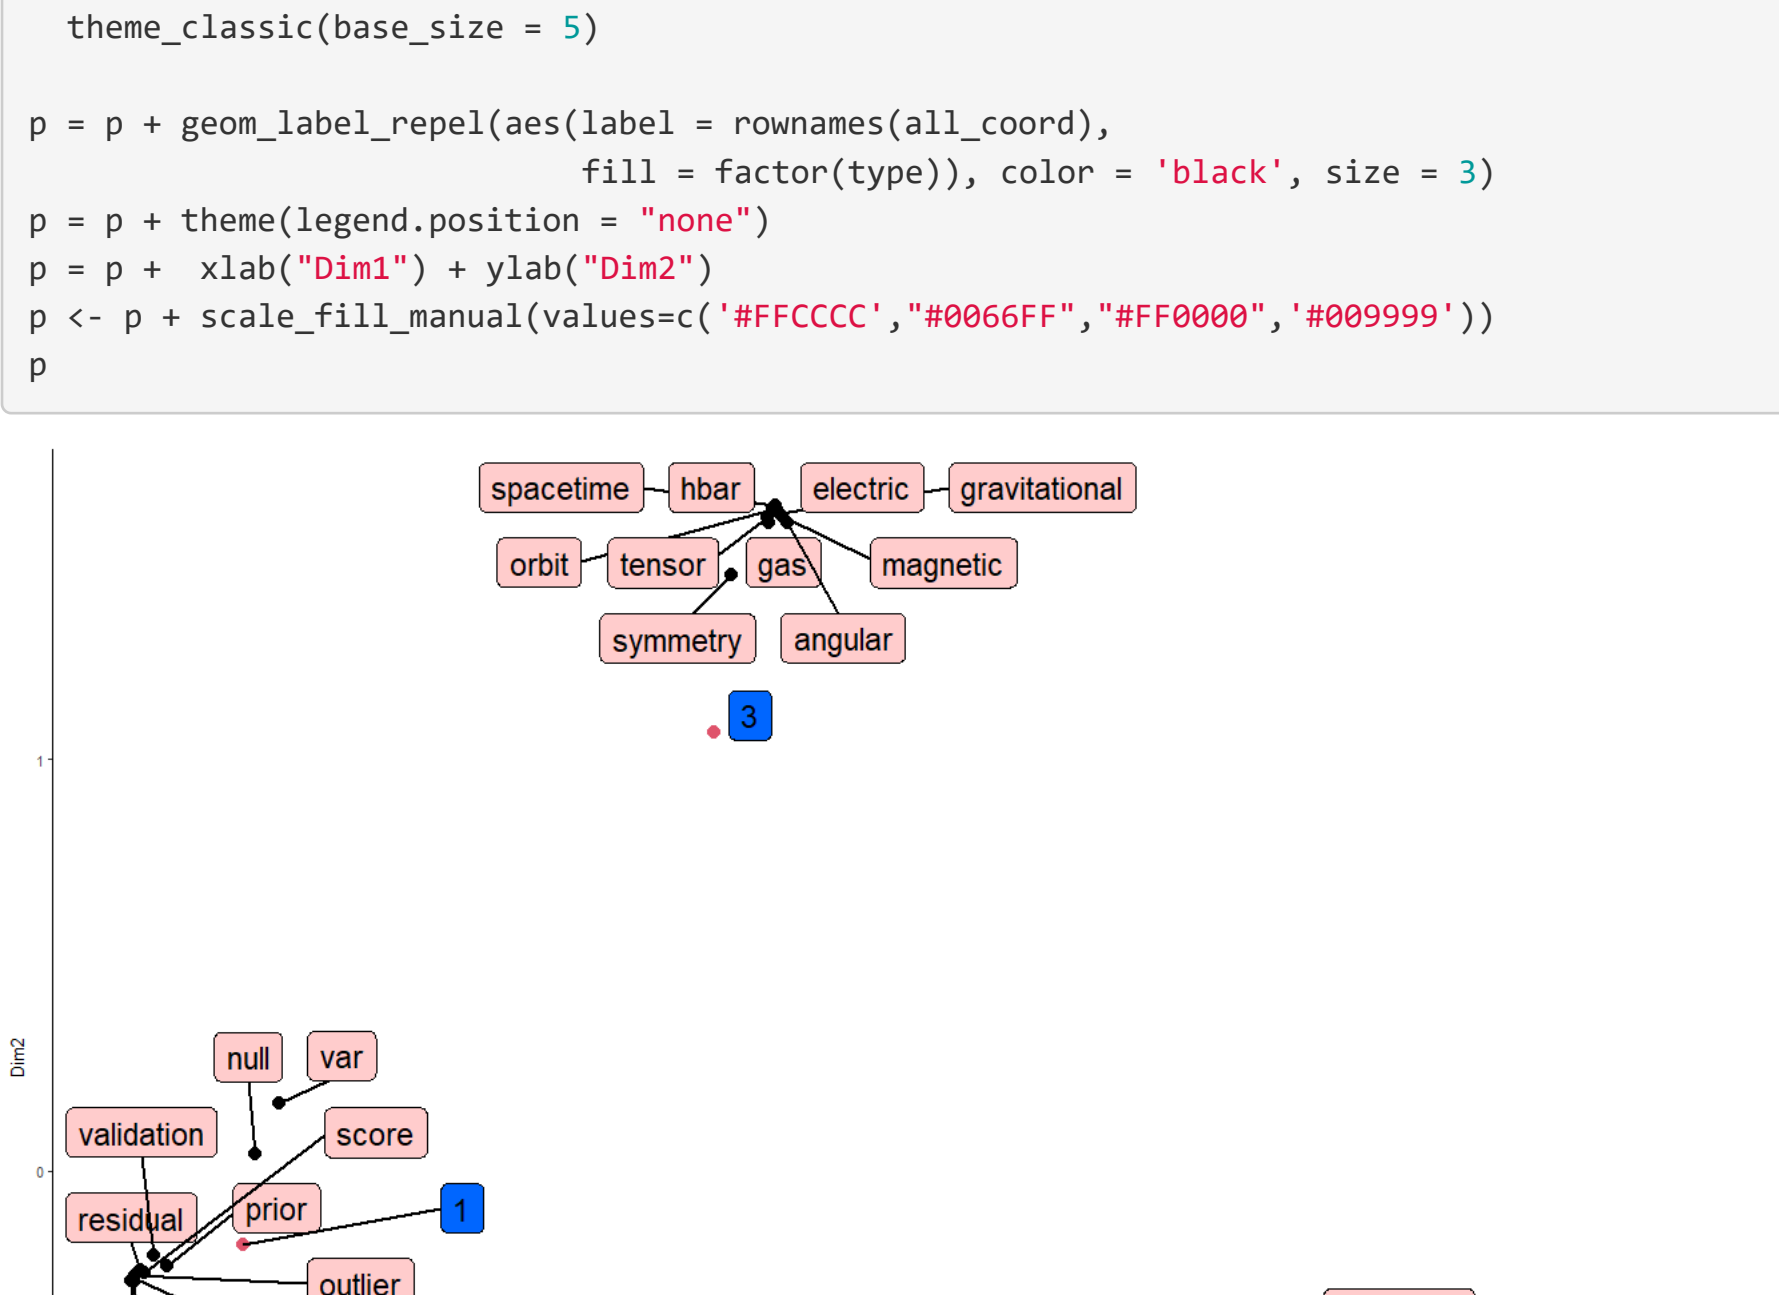 theme_classic(base_size = 5)
p = p + geom_label_repel(aes(label = rownames(all_coord),
fill = factor(type)), color = 'black', size = 3)
p = p + theme(legend.position = "none")
p = p +  xlab("Dim1") + ylab("Dim2")
p <- p + scale_fill_manual(values=c('#FFCCCC',"#0066FF","#FF0000",'#009999'))
p
spacetime hbar electric gravitational
orbit tensor gas magnetic
symmetry angular
3
1
Dim2
null var
validation score
0
residual prior 1
outlier